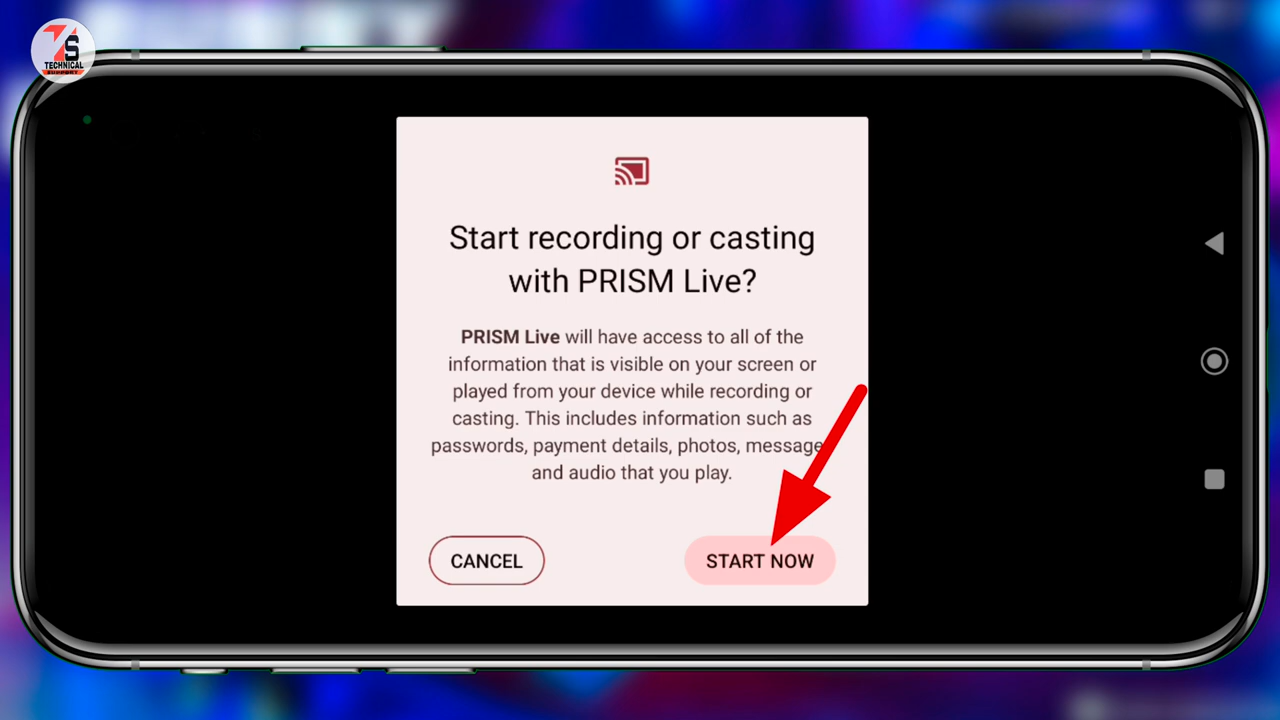 ZS
TECHNICAL
SUPPORT
Start recording or casting
with PRISM Live?
PRISM Live will have access to all of the
information that is visible on your screen or
played from your device while recording or
casting. This includes information such as
passwords, payment details, photos, message
and audio that you play.
CANCEL
START NOW